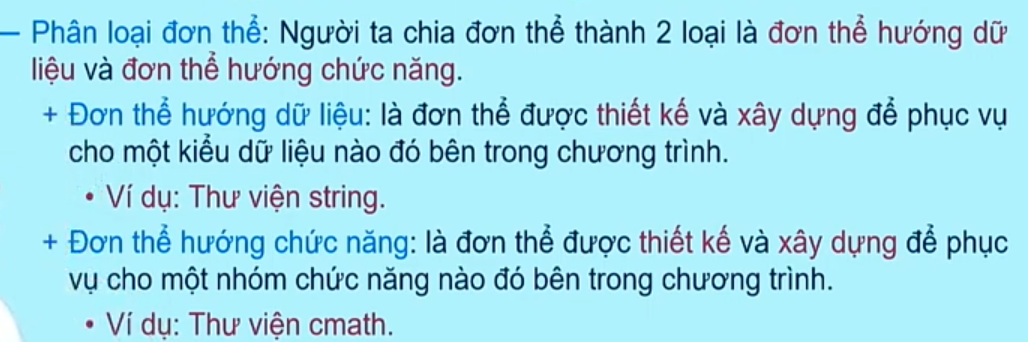 — Phân loại đơn thể: Người ta chia đơn thể thành 2 loại là đơn thể hướng dữ
liệu và đơn thể hướng chức năng.
+ Đơn thể hướng dữ liệu: là đơn thể được thiết kế và xây dựng để phục vụ
cho một kiểu dữ liệu nào đó bên trong chương trình.
• Ví dụ: Thư viện string.
+ Đơn thể hướng chức năng: là đơn thể được thiết kế và xây dựng để phục
vụ cho một nhóm chức năng nào đó bên trong chương trình.
• Ví dụ: Thư viện cmath.